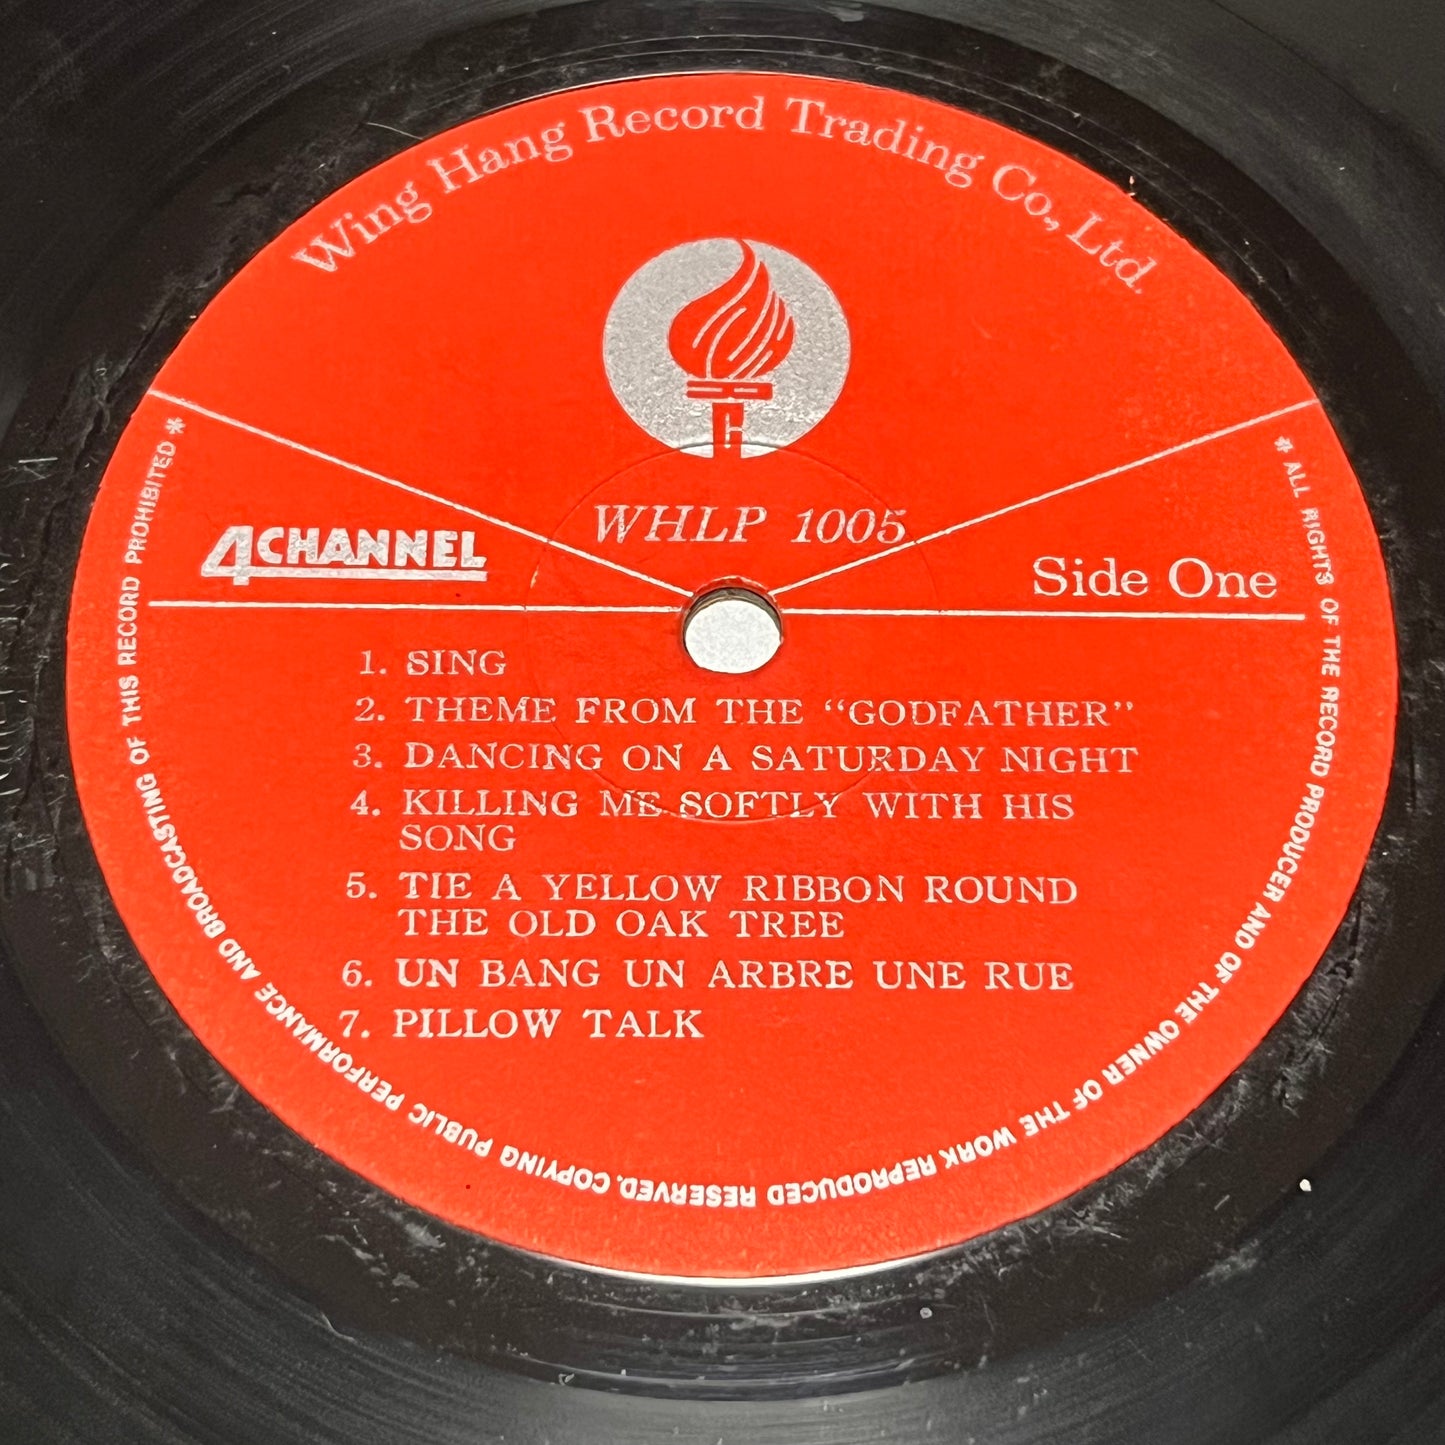 Wing Hang Record Trading Co., Ltd.
WHLP 1005
4CHANNEL
Side One
1. SING
2. THEME FROM THE "GODFATHER"
3. DANCING ON A SATURDAY NIGHT
4. KILLING ME SOFTLY WITH HIS
SONG
5. TIE A YELLOW RIBBON ROUND
THE OLD OAK TREE
6. UN BANG UN ARBRE UNE RUE
7. PILLOW TALK
* ALL RIGHTS OF THE RECORD PRODUCER AND OF THE OWNER OF THE WORK REPRODUCED RESERVED. COPYING PUBLIC PERFORMANCE AND BROADCASTING OF THIS RECORD PROHIBITED *